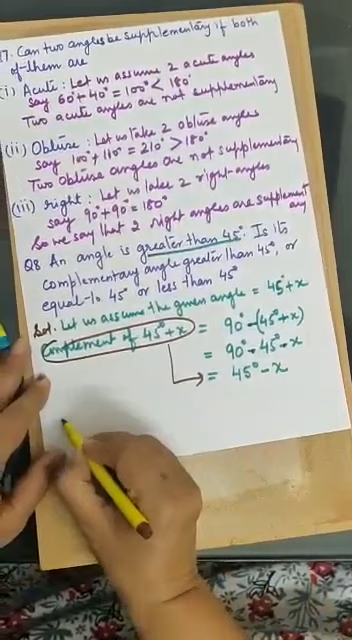 17. Can two angles be supplementary if both
of them are
(i) Acute: Let us assume 2 acute angles
say 60° + 40° = 100° < 180°
Two acute angles are not supplementary
(ii) Obtuse: Let us take 2 obtuse angles
say 100° + 110° = 210° > 180°
Two obtuse angles are not supplementary
(iii) right: Let us take 2 right-angles
say 90° + 90° = 180°
So we say that 2 right angles are supplementary
Q8 An angle is greater than 45°. Is its
complementary angle greater than 45°, or
equal to 45° or less than 45°
Sol: Let us assume the given angle = 45° + x
Complement of 45° + x = 90° - (45° + x)
= 90° - 45° - x
= 45° - x